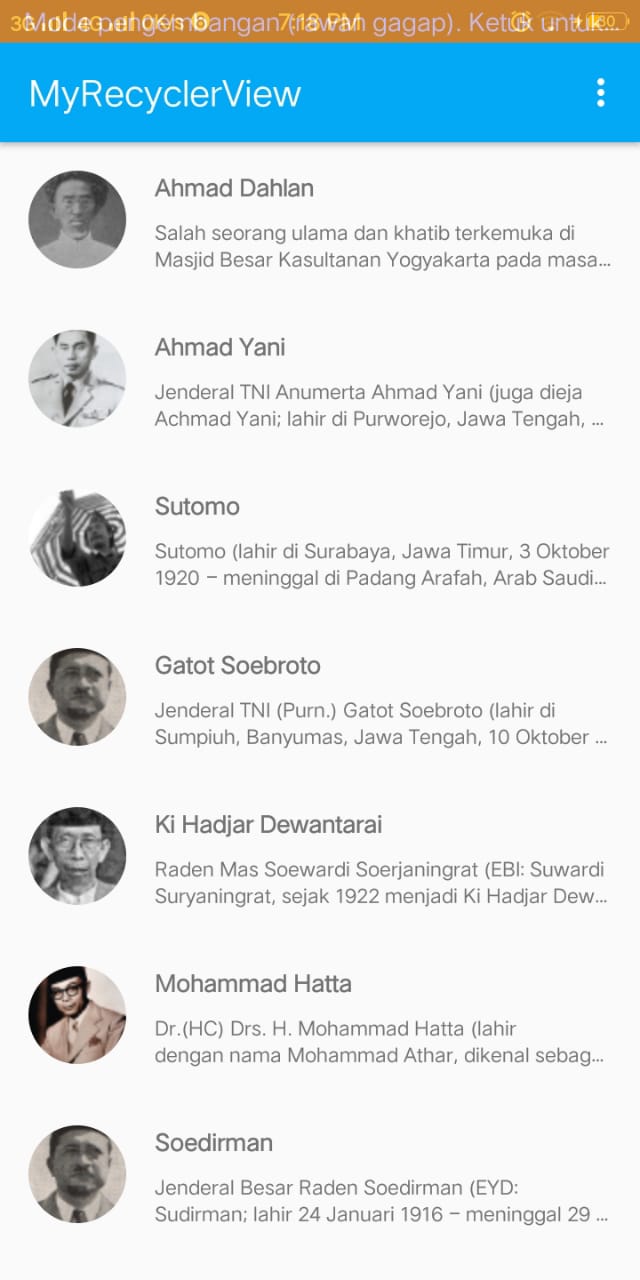 Mode pengembangan (rawan gagap). Ketuk untuk...
7:18 PM
80
MyRecyclerView
Ahmad Dahlan
Salah seorang ulama dan khatib terkemuka di
Masjid Besar Kasultanan Yogyakarta pada masa...
Ahmad Yani
Jenderal TNI Anumerta Ahmad Yani (juga dieja
Achmad Yani; lahir di Purworejo, Jawa Tengah, ...
Sutomo
Sutomo (lahir di Surabaya, Jawa Timur, 3 Oktober
1920 – meninggal di Padang Arafah, Arab Saudi...
Gatot Soebroto
Jenderal TNI (Purn.) Gatot Soebroto (lahir di
Sumpiuh, Banyumas, Jawa Tengah, 10 Oktober ...
Ki Hadjar Dewantarai
Raden Mas Soewardi Soerjaningrat (EBI: Suwardi
Suryaningrat, sejak 1922 menjadi Ki Hadjar Dew...
Mohammad Hatta
Dr.(HC) Drs. H. Mohammad Hatta (lahir
dengan nama Mohammad Athar, dikenal sebag...
Soedirman
Jenderal Besar Raden Soedirman (EYD:
Sudirman; lahir 24 Januari 1916 – meninggal 29 ...